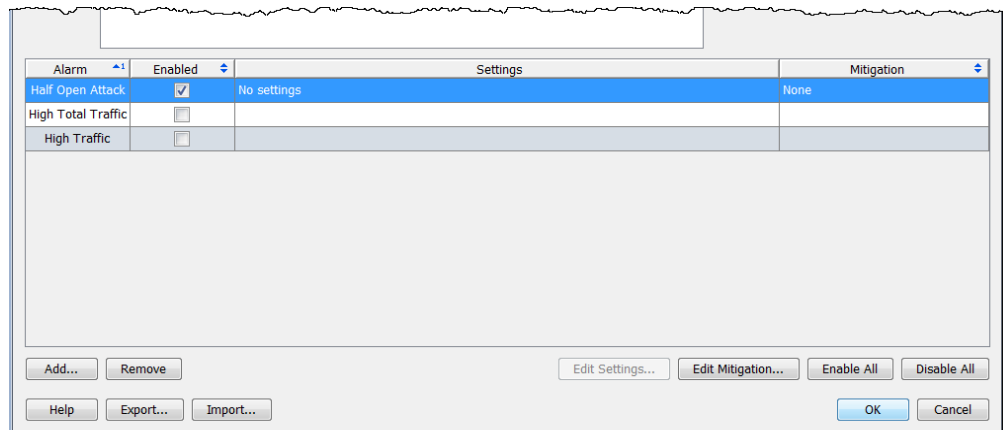 Alarm 1 Enabled Settings Mitigation
Half Open Attack No settings None
High Total Traffic
High Traffic
Add... Remove Edit Settings... Edit Mitigation... Enable All Disable All
Help Export... Import... OK Cancel